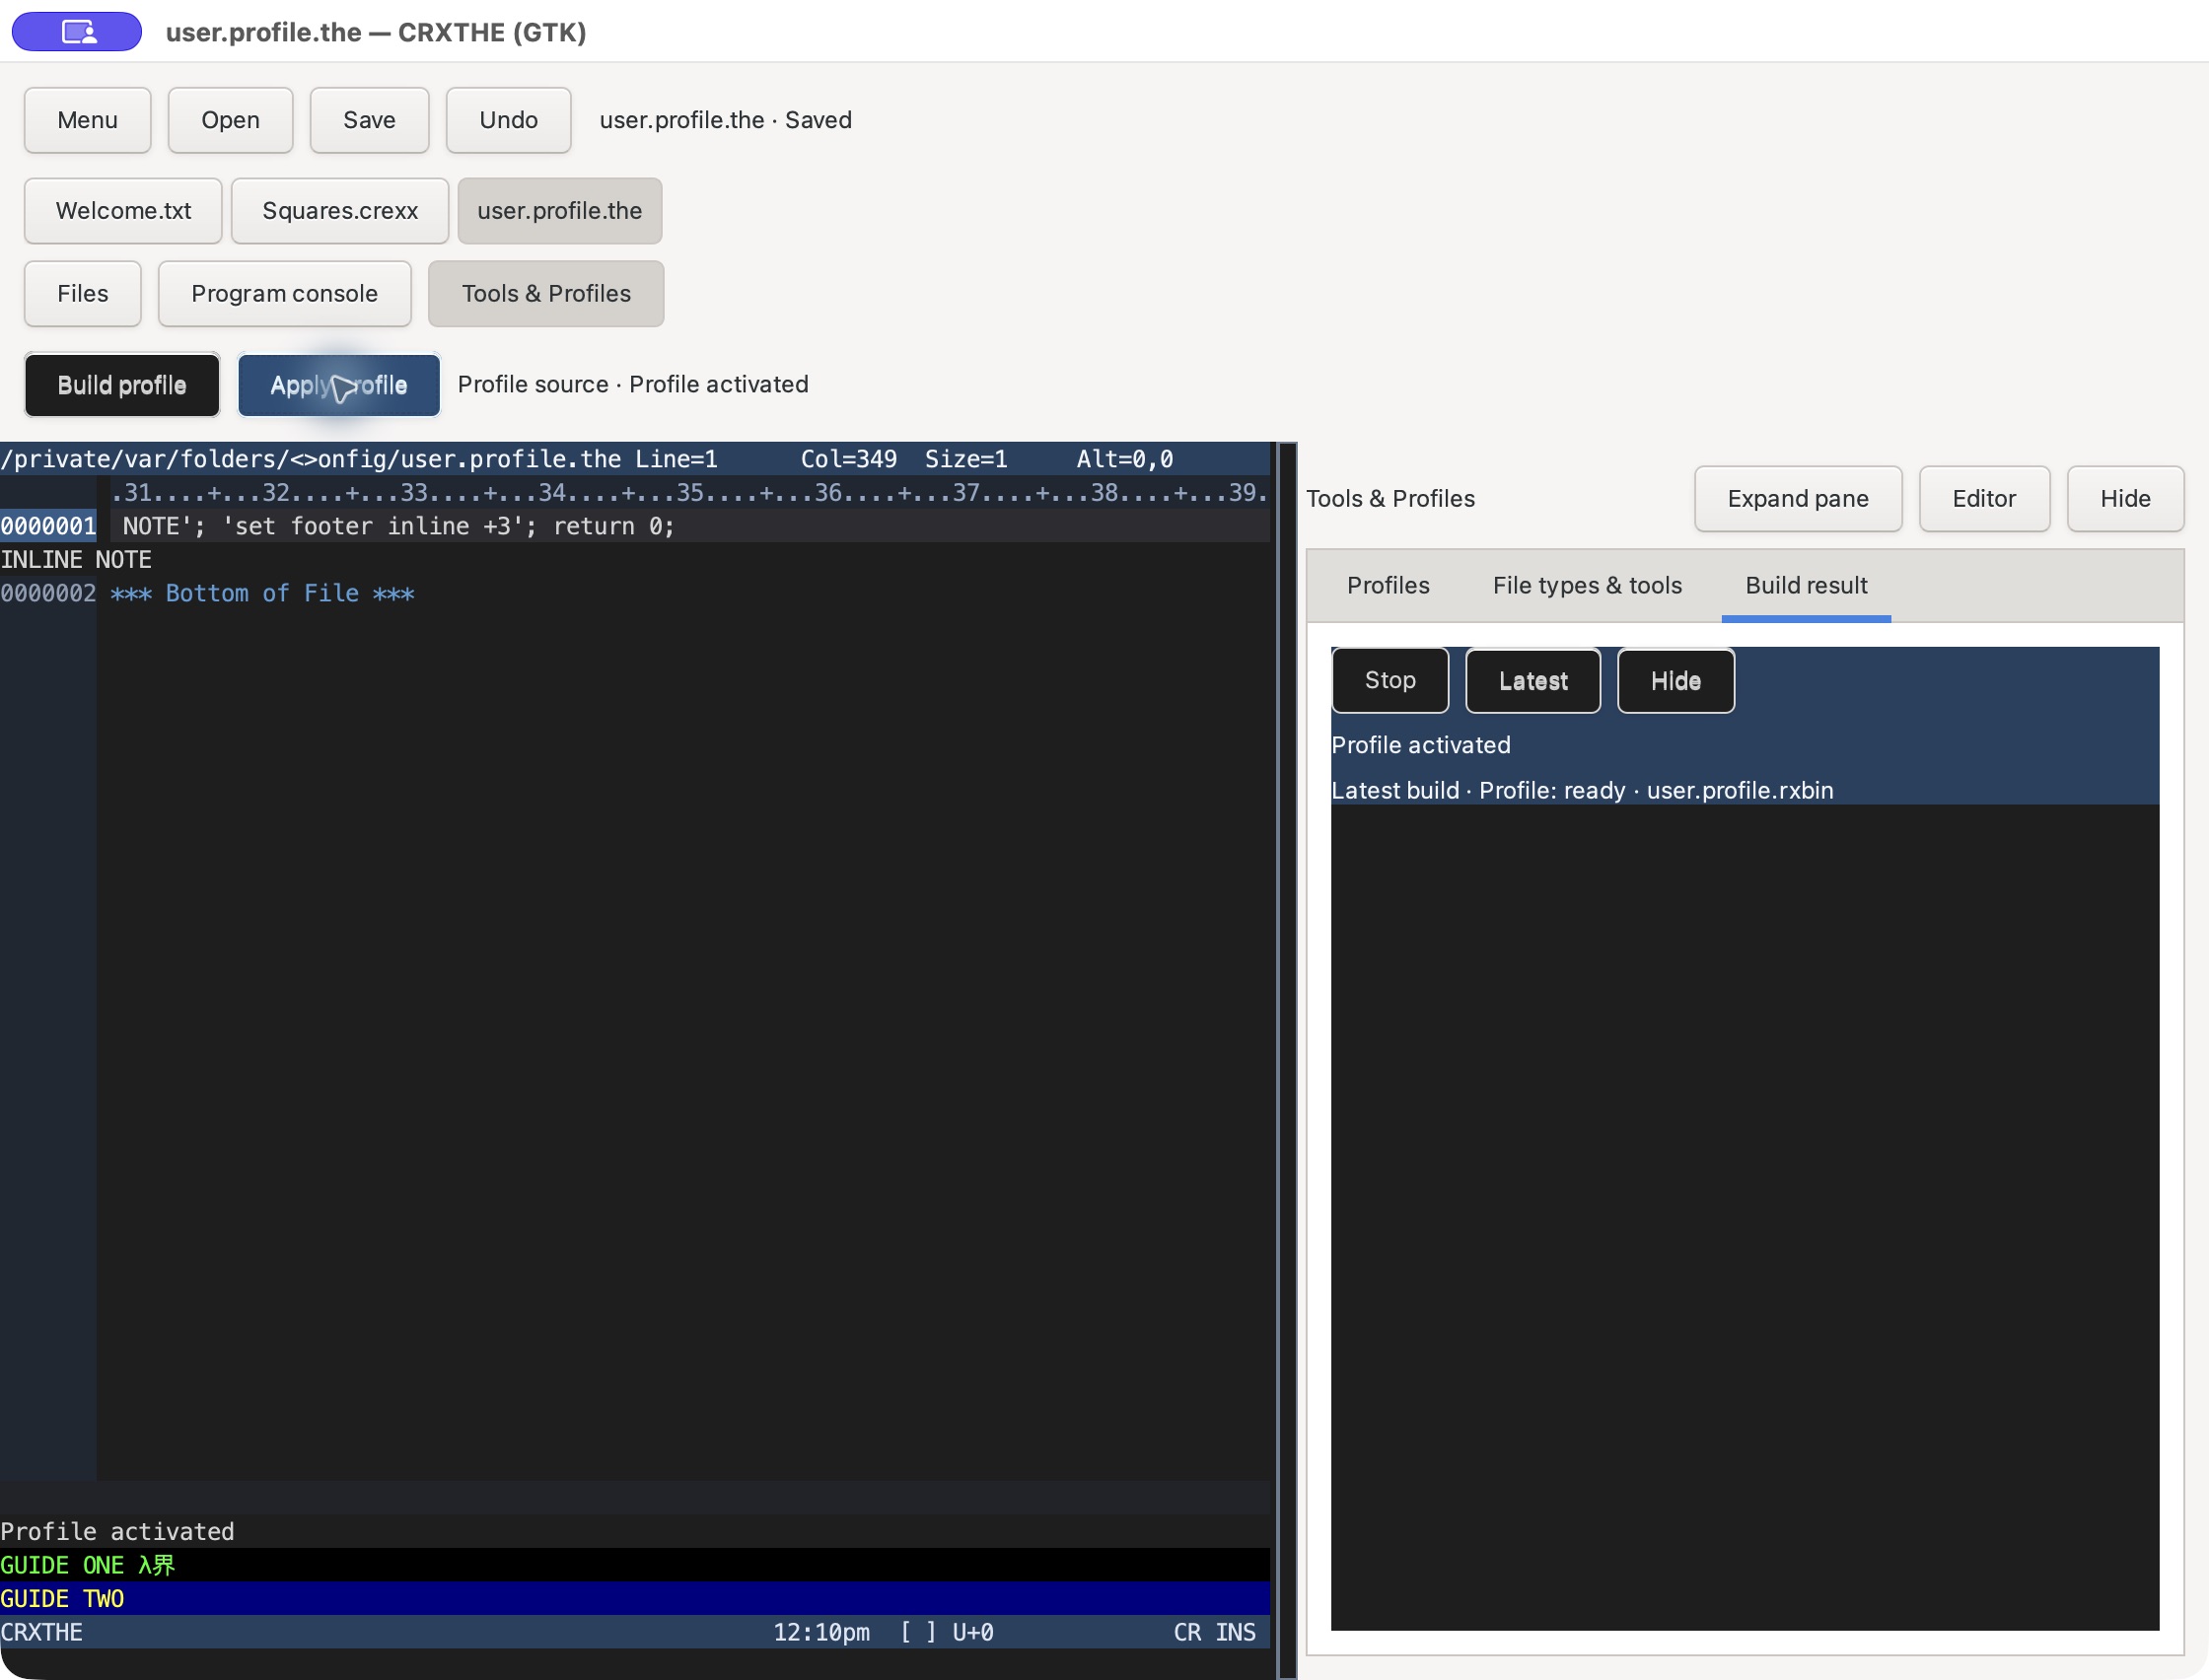 user.profile.the — CRXTHE (GTK)
Menu Open Save Undo user.profile.the · Saved
Welcome.txt Squares.crexx user.profile.the
Files Program console Tools & Profiles
Build profile Apply profile Profile source · Profile activated
/private/var/folders/<>onfig/user.profile.the Line=1 Col=349 Size=1 Alt=0,0
.31....+...32....+...33....+...34....+...35....+...36....+...37....+...38....+...39.
0000001 NOTE'; 'set footer inline +3'; return 0;
INLINE NOTE
0000002 *** Bottom of File ***
Profile activated
GUIDE ONE λ界
GUIDE TWO
CRXTHE 12:10pm [ ] U+0 CR INS
Tools & Profiles Expand pane Editor Hide
Profiles File types & tools Build result
Stop Latest Hide
Profile activated
Latest build · Profile: ready · user.profile.rxbin